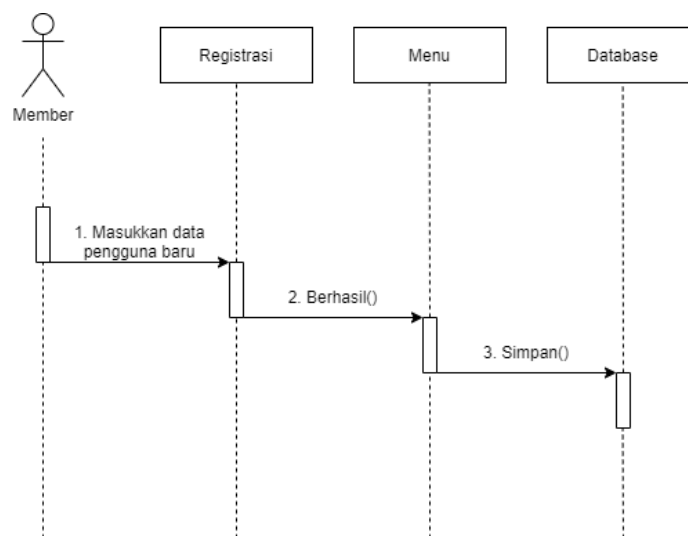 Registrasi
Menu
Database
Member
1. Masukkan data
pengguna baru
2. Berhasil()
3. Simpan()